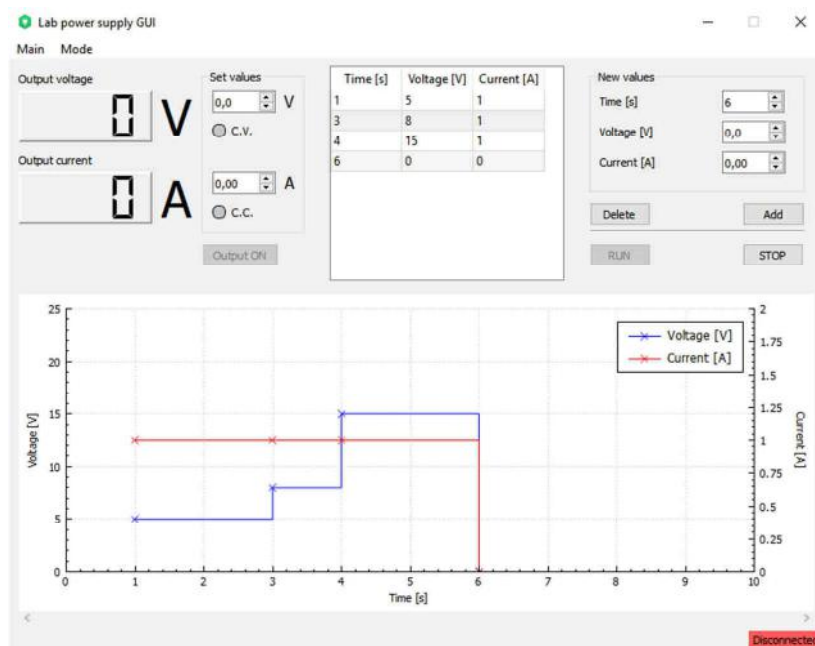 Lab power supply GUI
Main Mode
Output voltage
0 V
Output current
0 A
Set values
0,0 V
C.V.
0,00 A
C.C.
Output ON
Time [s] Voltage [V] Current [A]
1 5 1
3 8 1
4 15 1
6 0 0
New values
Time [s] 6
Voltage [V] 0,0
Current [A] 0,00
Delete Add
RUN STOP
25
20
15
10
5
0
Voltage [V]
Voltage [V]
Current [A]
2
1.75
1.5
1.25
1
0.75
0.5
0.25
0
Current [A]
0 1 2 3 4 5 6 7 8 9 10
Time [s]
Disconnected